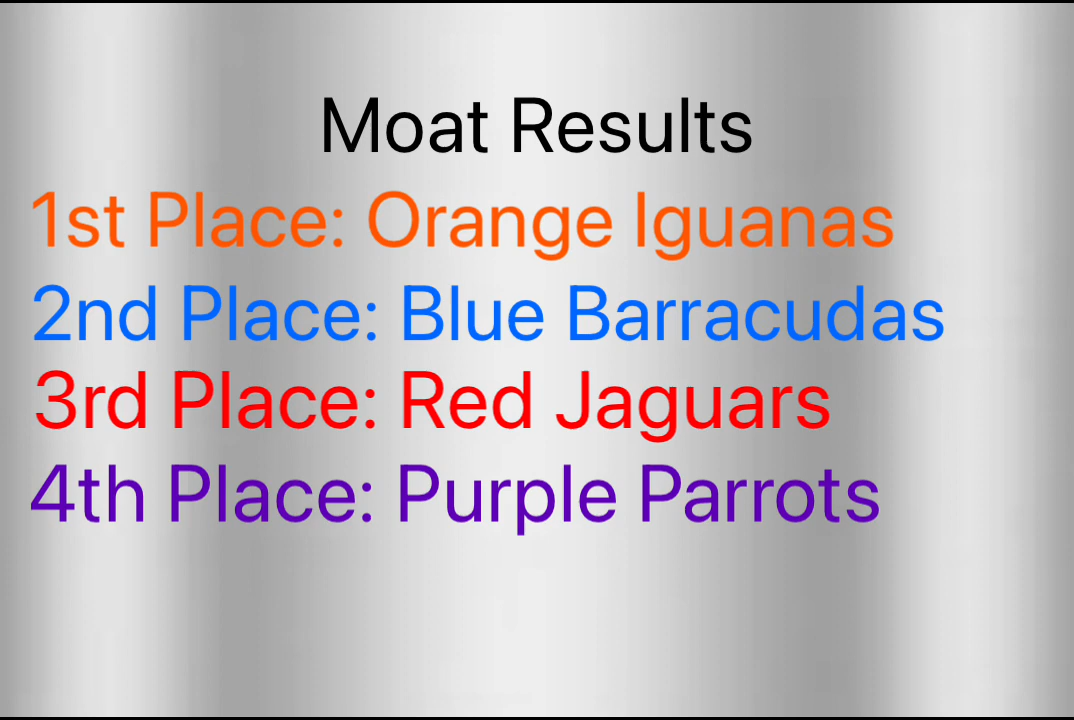 Moat Results
1st Place: Orange Iguanas
2nd Place: Blue Barracudas
3rd Place: Red Jaguars
4th Place: Purple Parrots